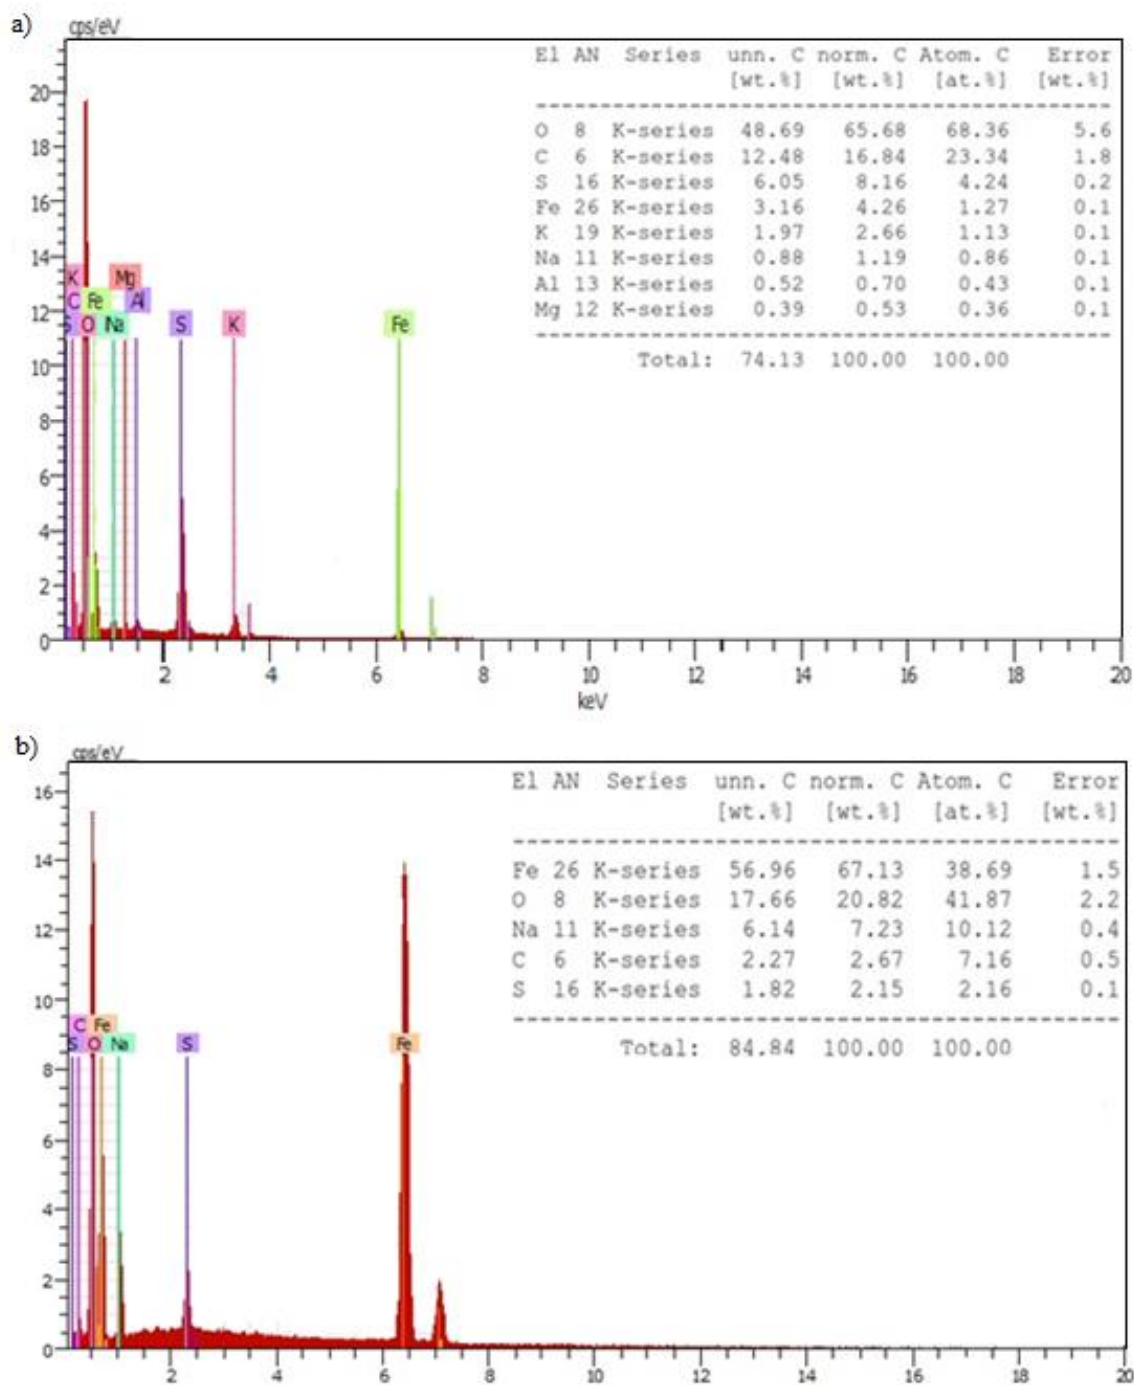 a)
cps/eV
El AN Series unn. C norm. C Atom. C Error
[wt.%] [wt.%] [at.%] [wt.%]
O 8 K-series 48.69 65.68 68.36 5.6
C 6 K-series 12.48 16.84 23.34 1.8
S 16 K-series 6.05 8.16 4.24 0.2
Fe 26 K-series 3.16 4.26 1.27 0.1
K 19 K-series 1.97 2.66 1.13 0.1
Na 11 K-series 0.88 1.19 0.86 0.1
Al 13 K-series 0.52 0.70 0.43 0.1
Mg 12 K-series 0.39 0.53 0.36 0.1
Total: 74.13 100.00 100.00
20
18
16
14
12
10
8
6
4
2
0
K Mg
C Fe Al
S O Na S K Fe
2 4 6 8 10 12 14 16 18 20
keV
b)
cps/eV
El AN Series unn. C norm. C Atom. C Error
[wt.%] [wt.%] [at.%] [wt.%]
Fe 26 K-series 56.96 67.13 38.69 1.5
O 8 K-series 17.66 20.82 41.87 2.2
Na 11 K-series 6.14 7.23 10.12 0.4
C 6 K-series 2.27 2.67 7.16 0.5
S 16 K-series 1.82 2.15 2.16 0.1
Total: 84.84 100.00 100.00
16
14
12
10
8
6
4
2
0
C Fe
S O Na S Fe
2 4 6 8 10 12 14 16 18 20